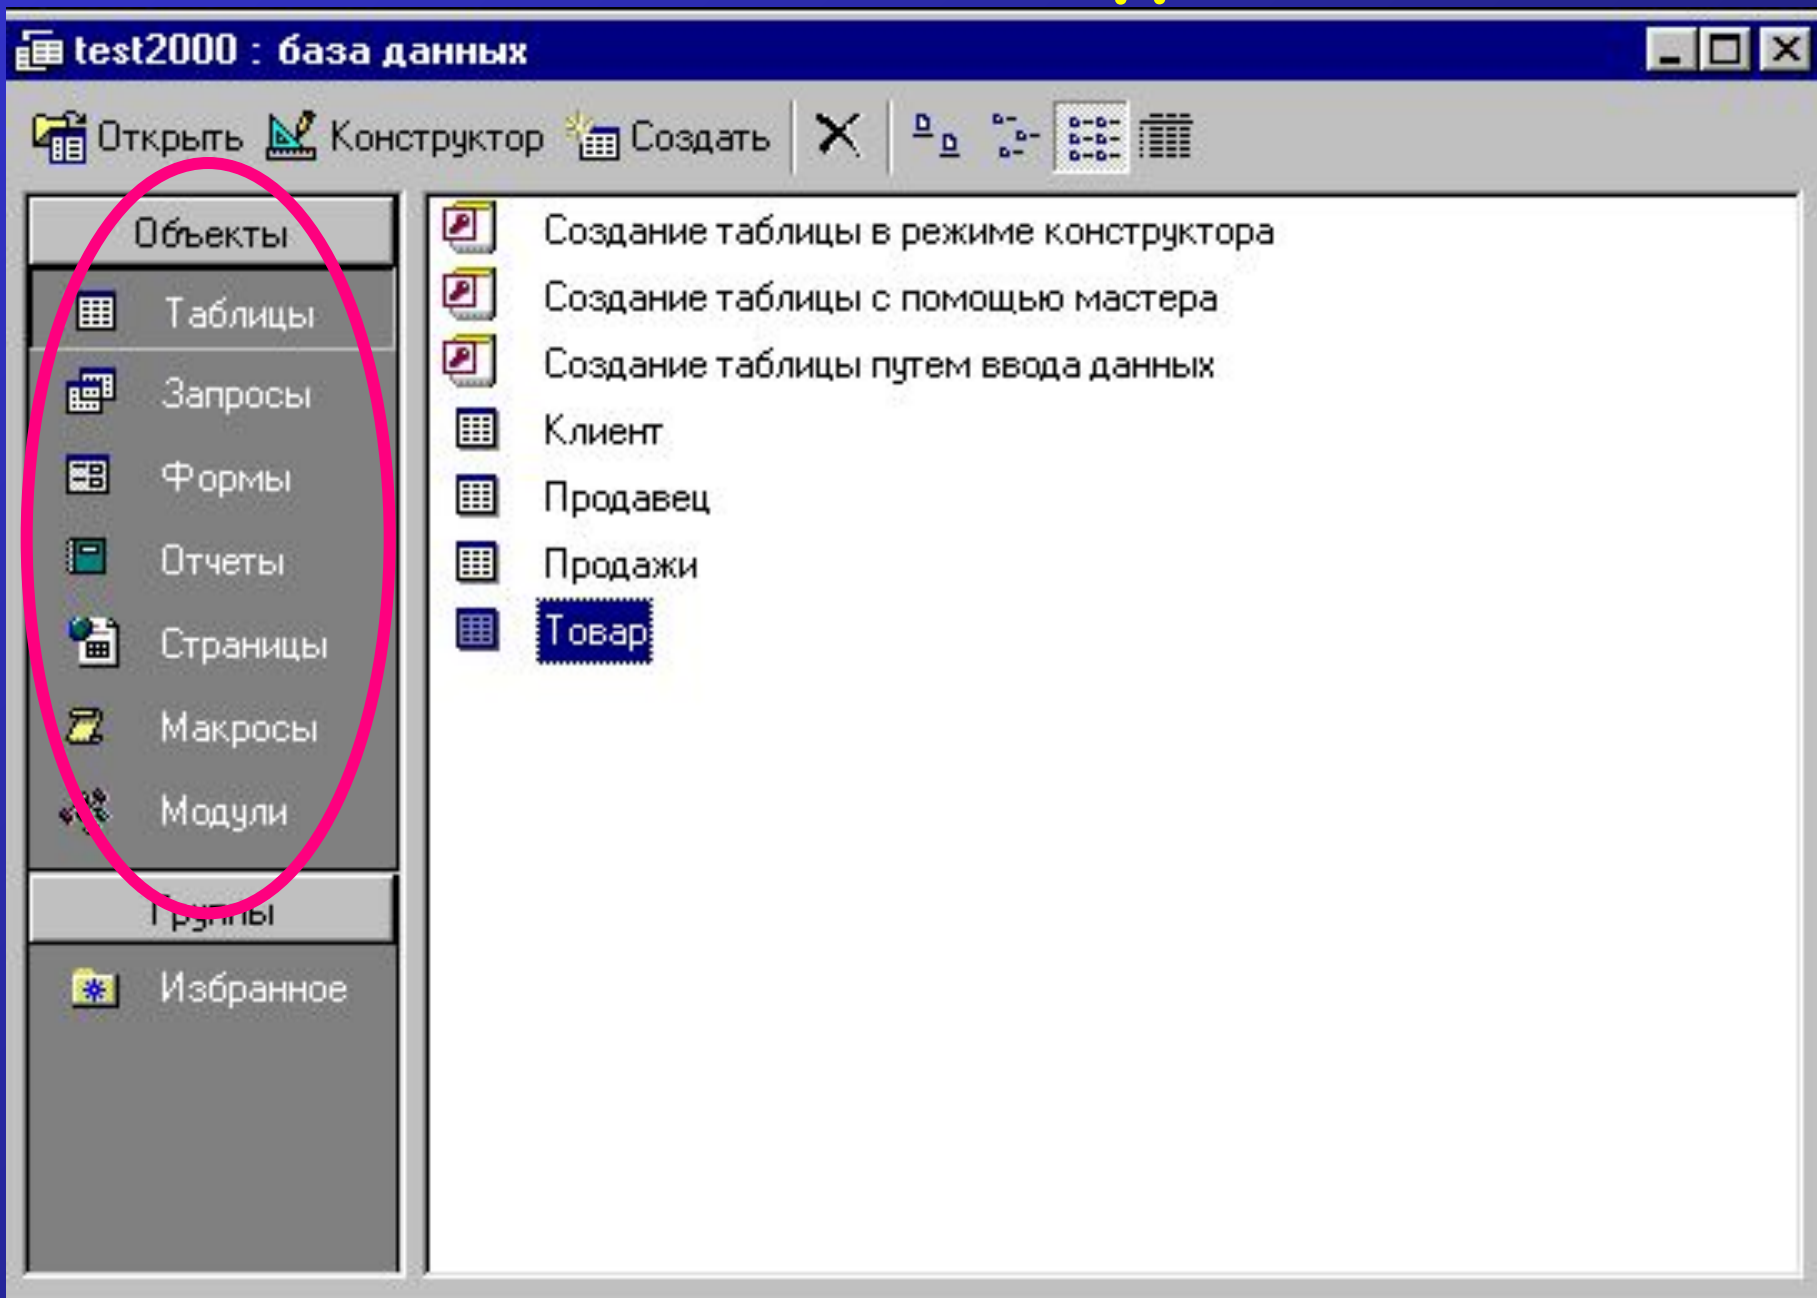 test2000 : база данных
Открыть Конструктор Создать
Объекты
Таблицы
Запросы
Формы
Отчеты
Страницы
Макросы
Модули
Группы
Избранное
Создание таблицы в режиме конструктора
Создание таблицы с помощью мастера
Создание таблицы путем ввода данных
Клиент
Продавец
Продажи
Товар